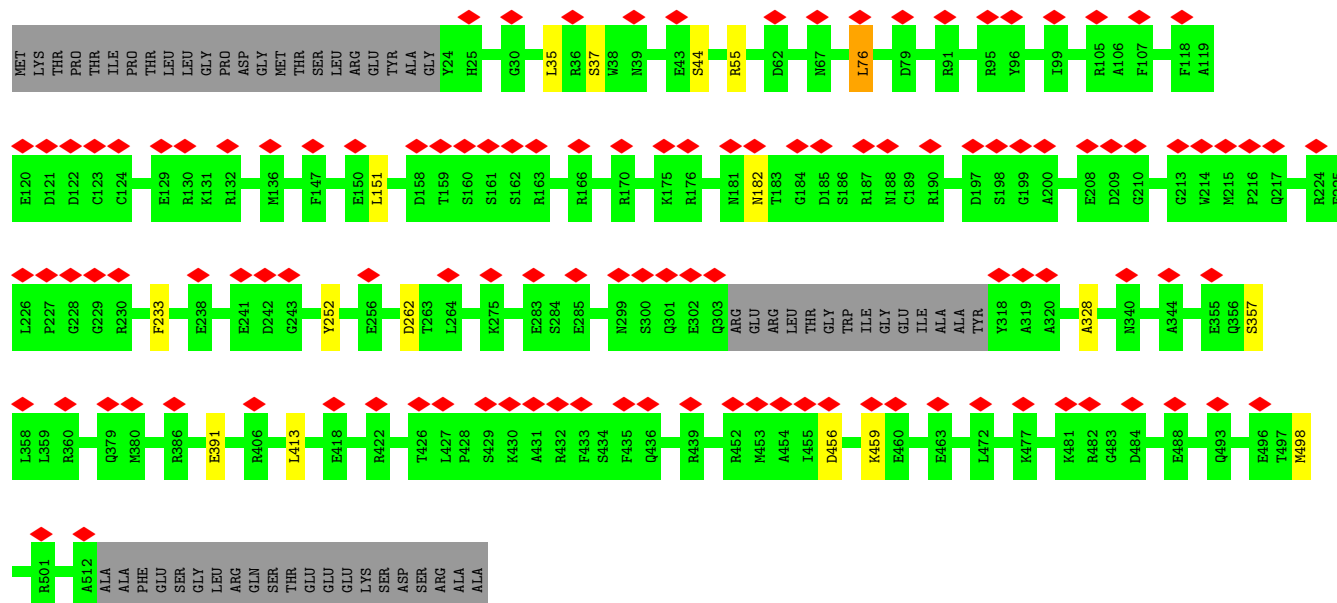 MET LYS THR PRO THR ILE PRO THR LEU LEU GLY PRO ASP GLY MET THR SER LEU ARG GLU TYR ALA GLY Y24 H25 G30 L35 R36 S37 W38 N39 E43 S44 R55 D62 N67 L76 D79 R91 R95 Y96 I99 R105 A106 F107 F118 A119
E120 D121 D122 C123 C124 E129 R130 K131 R132 M136 F147 E150 L151 D158 T159 S160 S161 S162 R163 R166 R170 K175 R176 N181 N182 T183 G184 D185 S186 R187 N188 C189 R190 D197 S198 G199 A200 E208 D209 G210 G213 W214 M215 P216 Q217 R224 E225
L226 P227 G228 G229 R230 F233 E238 E241 D242 G243 Y252 E256 D262 T263 L264 K275 E283 S284 E285 N299 S300 Q301 E302 Q303 ARG GLU ARG LEU THR GLY TRP ILE GLY GLU ILE ALA ALA TYR Y318 A319 A320 A328 N340 A344 E355 Q356 S357
L358 L359 R360 Q379 M380 R386 E391 R406 L413 E418 R422 T426 L427 P428 S429 K430 A431 R432 F433 S434 F435 Q436 R439 R452 M453 A454 I455 D456 K459 E460 E463 L472 K477 K481 R482 G483 D484 E488 Q493 E496 T497 M498
R501 A512 ALA ALA PHE GLU SER GLY LEU ARG GLN SER THR GLU GLU GLU LYS SER ASP SER ARG ALA ALA